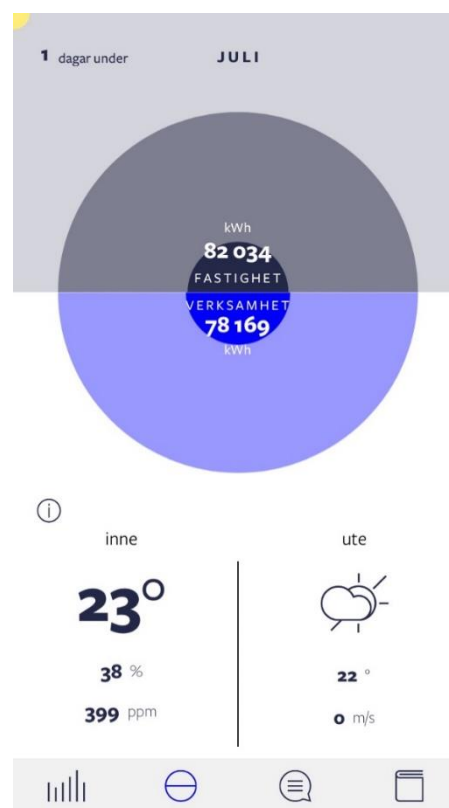 1 dagar under JULI
kWh
82 034
FASTIGHET
VERKSAMHET
78 169
kWh
i
inne ute
23°
38 % 22 °
399 ppm 0 m/s